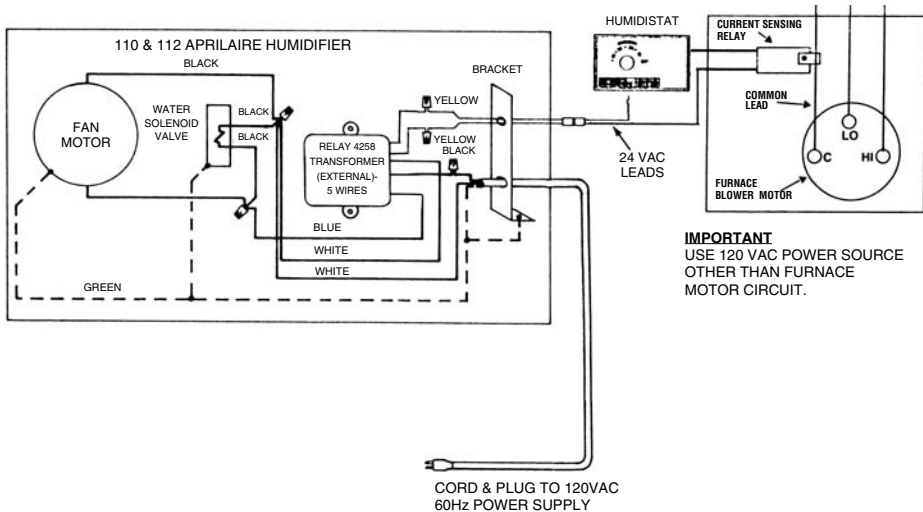 110 & 112 APRILAIRE HUMIDIFIER
BLACK
FAN
MOTOR
WATER
SOLENOID
VALVE
BLACK
BLACK
RELAY 4258
TRANSFORMER
(EXTERNAL)-
5 WIRES
YELLOW
YELLOW
BLACK
BRACKET
BLUE
WHITE
WHITE
GREEN
HUMIDISTAT
24 VAC
LEADS
CURRENT SENSING
RELAY
COMMON
LEAD
LO
C
HI
FURNACE
BLOWER MOTOR
IMPORTANT
USE 120 VAC POWER SOURCE
OTHER THAN FURNACE
MOTOR CIRCUIT.
CORD & PLUG TO 120VAC
60Hz POWER SUPPLY